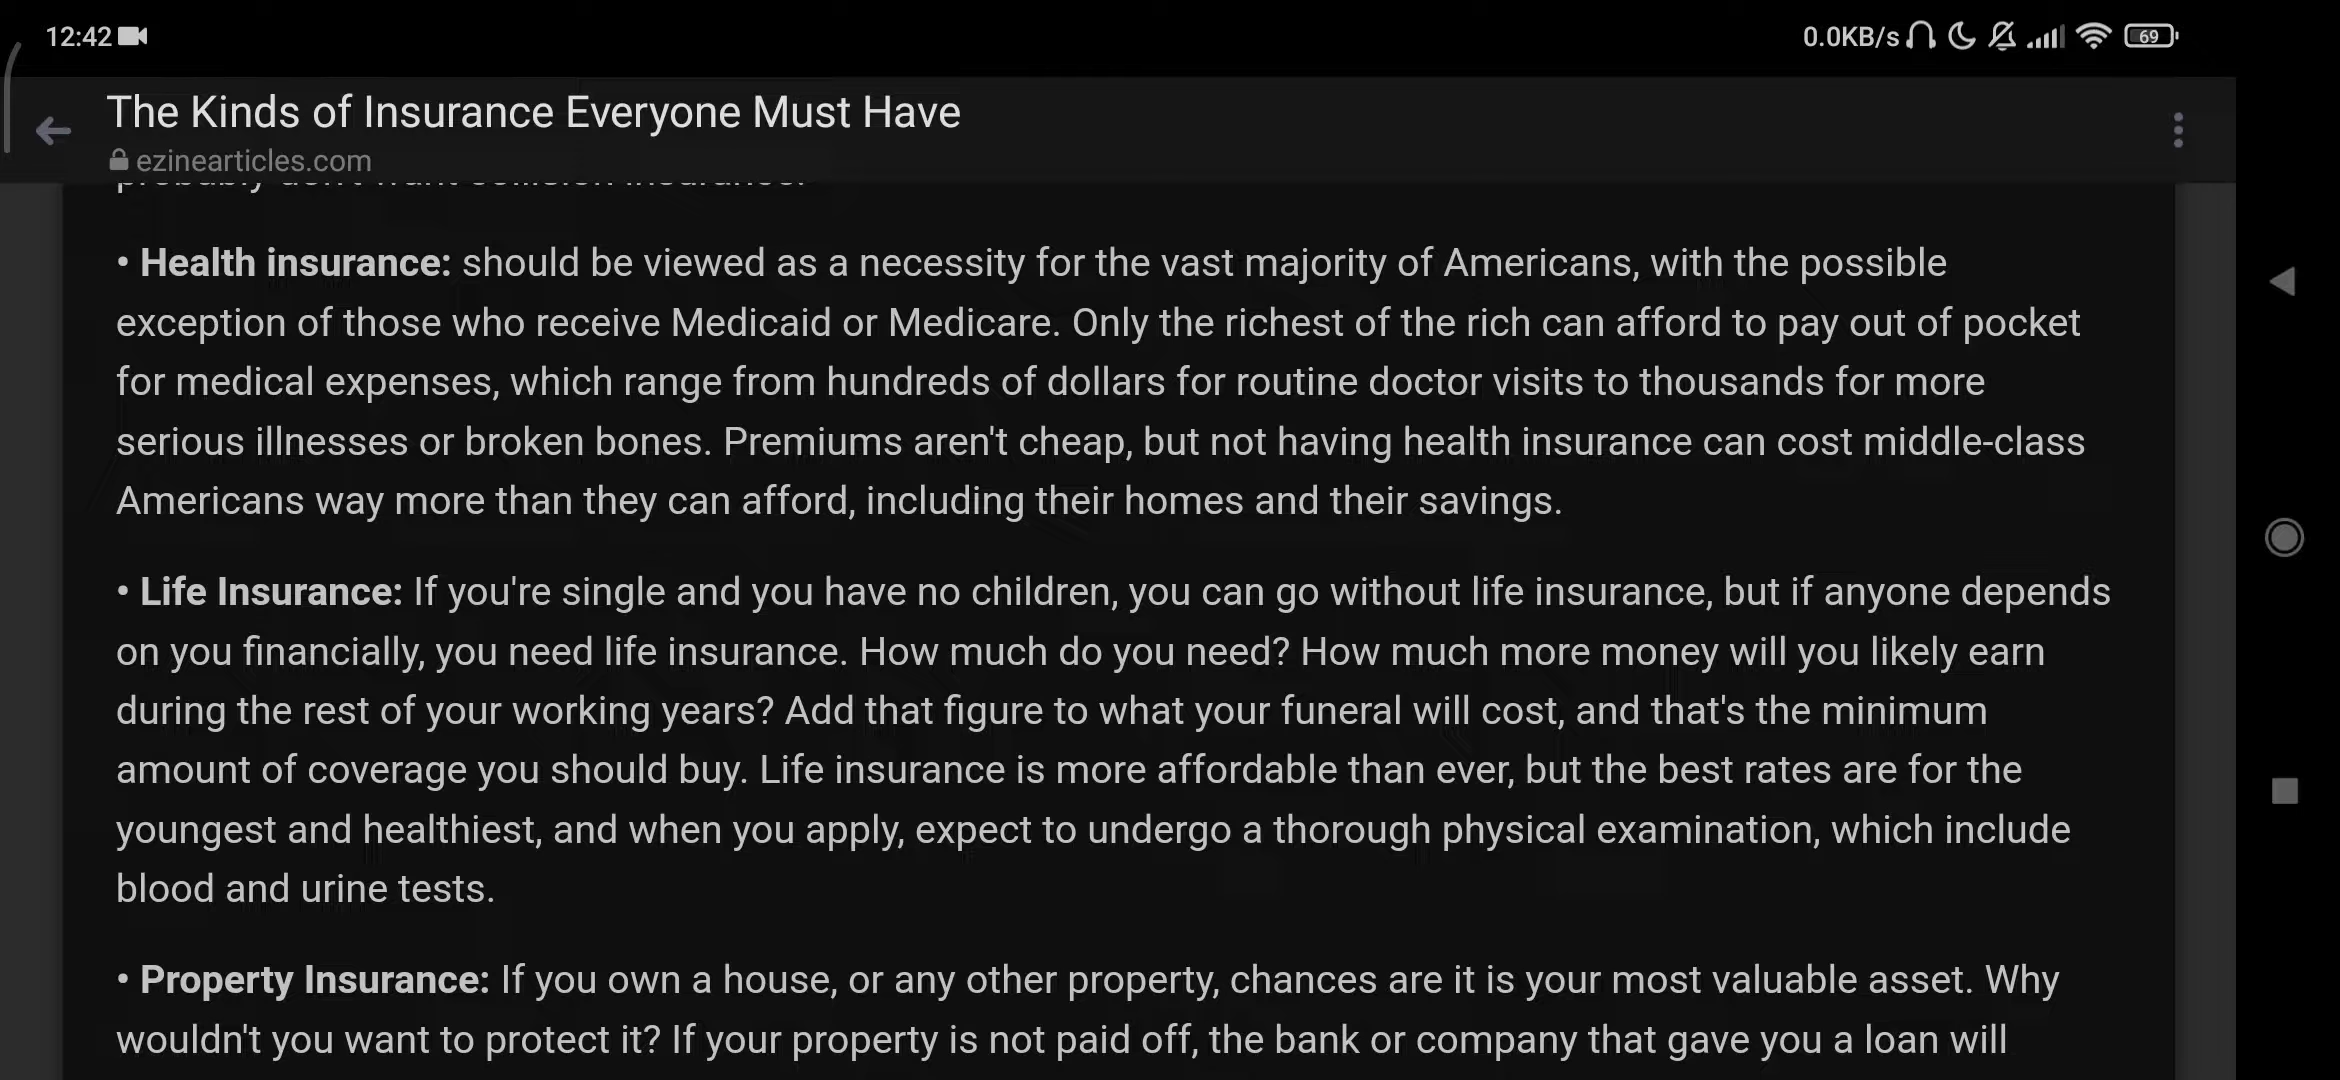 12:42
0.0KB/s
69
The Kinds of Insurance Everyone Must Have
ezinearticles.com
probably don't want collision insurance.
• Health insurance: should be viewed as a necessity for the vast majority of Americans, with the possible
exception of those who receive Medicaid or Medicare. Only the richest of the rich can afford to pay out of pocket
for medical expenses, which range from hundreds of dollars for routine doctor visits to thousands for more
serious illnesses or broken bones. Premiums aren't cheap, but not having health insurance can cost middle-class
Americans way more than they can afford, including their homes and their savings.
• Life Insurance: If you're single and you have no children, you can go without life insurance, but if anyone depends
on you financially, you need life insurance. How much do you need? How much more money will you likely earn
during the rest of your working years? Add that figure to what your funeral will cost, and that's the minimum
amount of coverage you should buy. Life insurance is more affordable than ever, but the best rates are for the
youngest and healthiest, and when you apply, expect to undergo a thorough physical examination, which include
blood and urine tests.
• Property Insurance: If you own a house, or any other property, chances are it is your most valuable asset. Why
wouldn't you want to protect it? If your property is not paid off, the bank or company that gave you a loan will